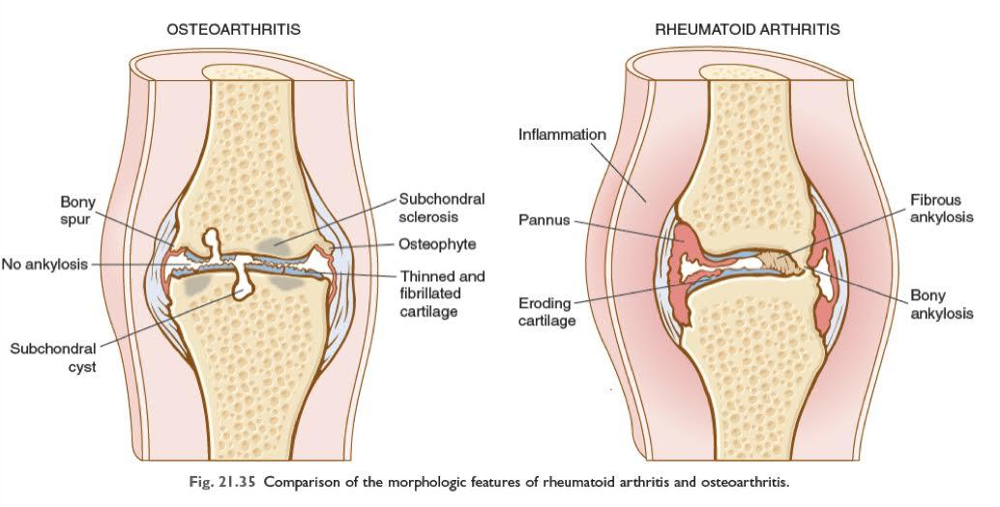 OSTEOARTHRITIS
Bony
spur
No ankylosis
Subchondral
cyst
Subchondral
sclerosis
Osteophyte
Thinned and
fibrillated
cartilage
RHEUMATOID ARTHRITIS
Inflammation
Pannus
Eroding
cartilage
Fibrous
ankylosis
Bony
ankylosis
Fig. 21.35 Comparison of the morphologic features of rheumatoid arthritis and osteoarthritis.